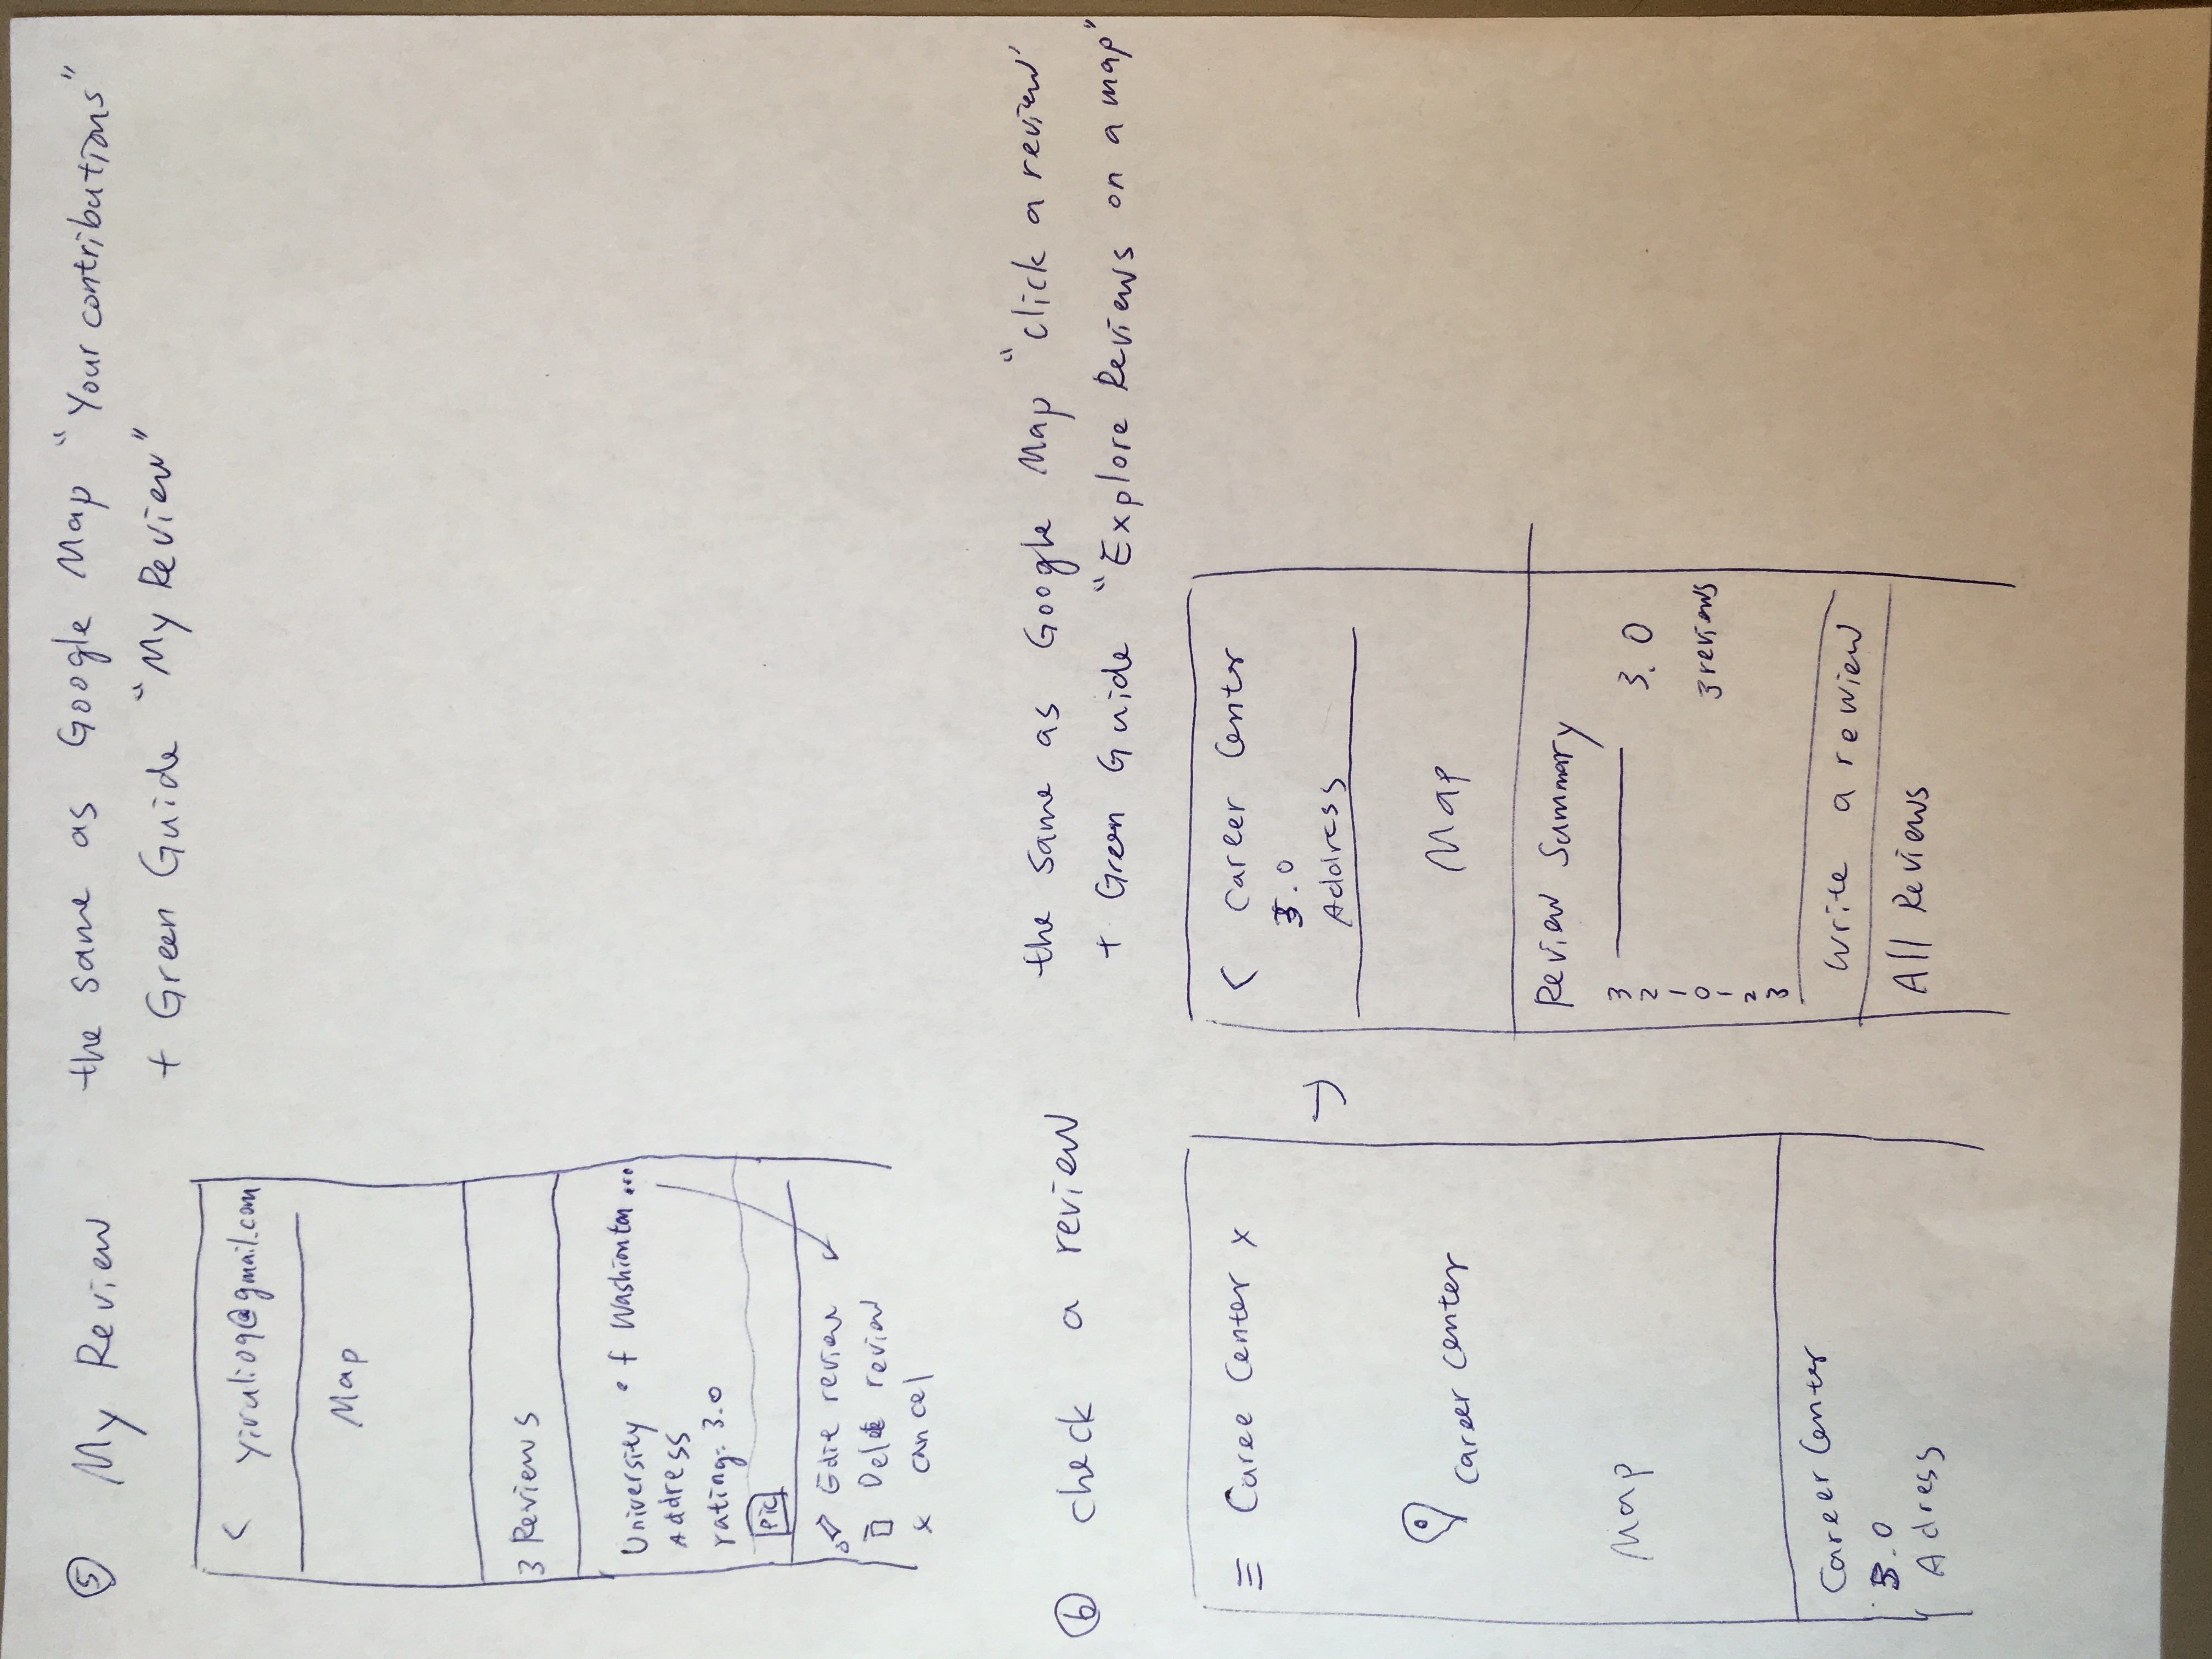 ⑤ My Review the same as Google Map "Your contributions"
+ Green Guide "My Review"
< yiruli09@gmail.com
Map
3 Reviews
University of Washionton ...
Address
rating: 3.0
Pic
Edit review
Delete review
x cancel
⑥ check a review the same as Google Map "click a review'
+ Green Guide "Explore Reviews on a map"
≡ Caree Center x
Career center
Map
Career Center
3.0
Adress
→
< Career Center
3.0
Address
Map
Review Summary
3
2
1
0
1
2
3
3.0
3 reviews
Write a rewiew
All Reviews